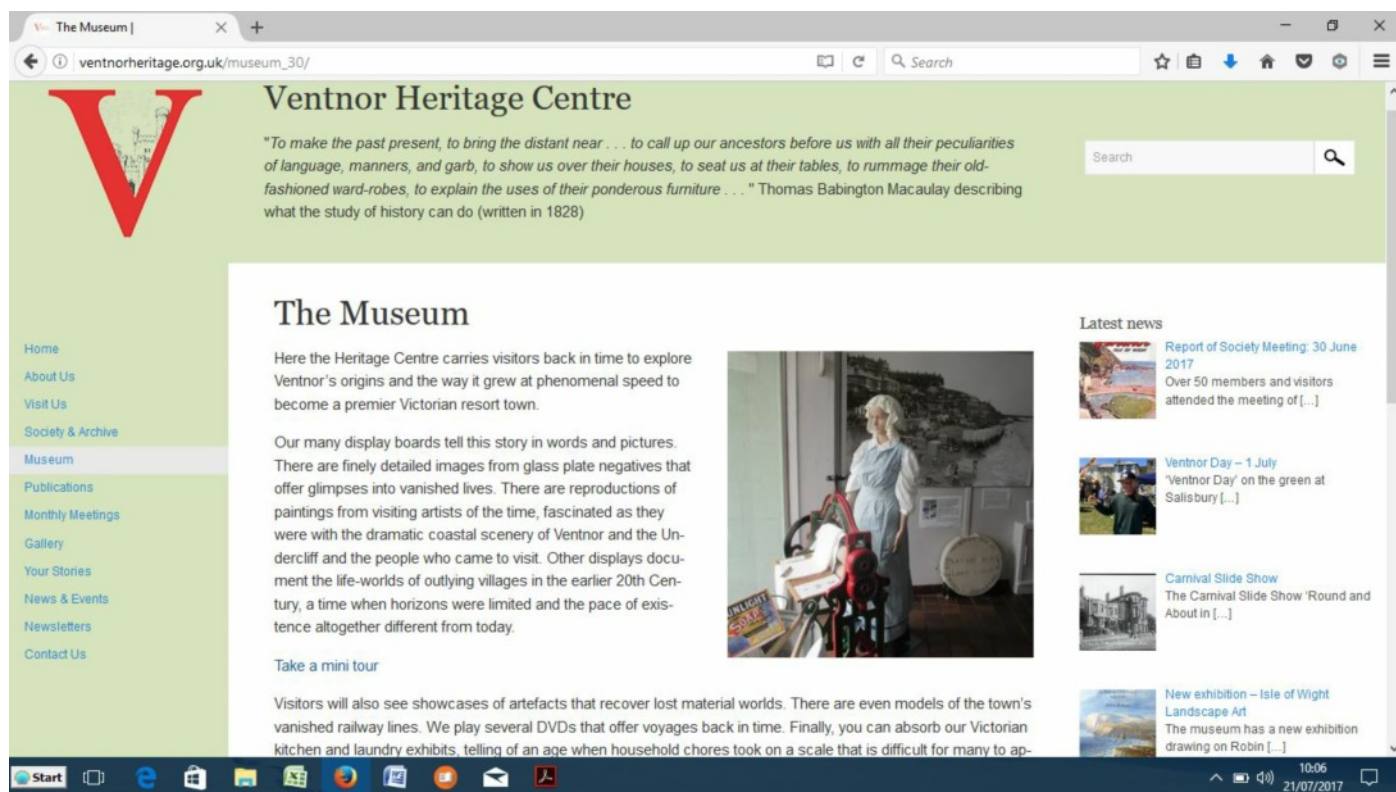 The Museum |
ventnorheritage.org.uk/museum_30/
Search
Ventnor Heritage Centre
"To make the past present, to bring the distant near . . . to call up our ancestors before us with all their peculiarities
of language, manners, and garb, to show us over their houses, to seat us at their tables, to rummage their old-
fashioned ward-robes, to explain the uses of their ponderous furniture . . . " Thomas Babington Macaulay describing
what the study of history can do (written in 1828)
Search
V
Home
About Us
Visit Us
Society & Archive
Museum
Publications
Monthly Meetings
Gallery
Your Stories
News & Events
Newsletters
Contact Us
The Museum
Here the Heritage Centre carries visitors back in time to explore
Ventnor's origins and the way it grew at phenomenal speed to
become a premier Victorian resort town.
Our many display boards tell this story in words and pictures.
There are finely detailed images from glass plate negatives that
offer glimpses into vanished lives. There are reproductions of
paintings from visiting artists of the time, fascinated as they
were with the dramatic coastal scenery of Ventnor and the Un-
dercliff and the people who came to visit. Other displays docu-
ment the life-worlds of outlying villages in the earlier 20th Cen-
tury, a time when horizons were limited and the pace of exis-
tence altogether different from today.
SOAP
Take a mini tour
Visitors will also see showcases of artefacts that recover lost material worlds. There are even models of the town's
vanished railway lines. We play several DVDs that offer voyages back in time. Finally, you can absorb our Victorian
kitchen and laundry exhibits, telling of an age when household chores took on a scale that is difficult for many to ap-
Latest news
Report of Society Meeting: 30 June
2017
Over 50 members and visitors
attended the meeting of [...]
Ventnor Day – 1 July
'Ventnor Day' on the green at
Salisbury [...]
Carnival Slide Show
The Carnival Slide Show 'Round and
About in [...]
New exhibition – Isle of Wight
Landscape Art
The museum has a new exhibition
drawing on Robin [...]
Start
10:06
21/07/2017